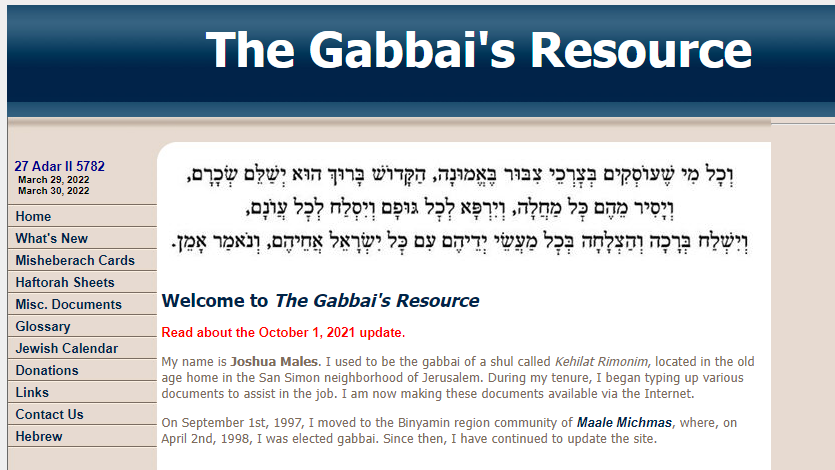 The Gabbai's Resource
27 Adar II 5782
March 29, 2022
March 30, 2022
Home
What's New
Misheberach Cards
Haftorah Sheets
Misc. Documents
Glossary
Jewish Calendar
Donations
Links
Contact Us
Hebrew
וְכָל מִי שֶׁעוֹסְקִים בְּצָרְכֵי צִבּוּר בֶּאֱמוּנָה, הַקָּדוֹשׁ בָּרוּךְ הוּא יְשַׁלֵּם שְׂכָרָם,
וְיָסִיר מֵהֶם כָּל מַחֲלָה, וְיִרְפָּא לְכָל גּוּפָם וְיִסְלַח לְכָל עֲוֹנָם,
וְיִשְׁלַח בְּרָכָה וְהַצְלָחָה בְּכָל מַעֲשֵׂי יְדֵיהֶם עִם כָּל יִשְׂרָאֵל אֲחֵיהֶם, וְנֹאמַר אָמֵן.
Welcome to The Gabbai's Resource
Read about the October 1, 2021 update.
My name is Joshua Males. I used to be the gabbai of a shul called Kehilat Rimonim, located in the old
age home in the San Simon neighborhood of Jerusalem. During my tenure, I began typing up various
documents to assist in the job. I am now making these documents available via the Internet.
On September 1st, 1997, I moved to the Binyamin region community of Maale Michmas, where, on
April 2nd, 1998, I was elected gabbai. Since then, I have continued to update the site.